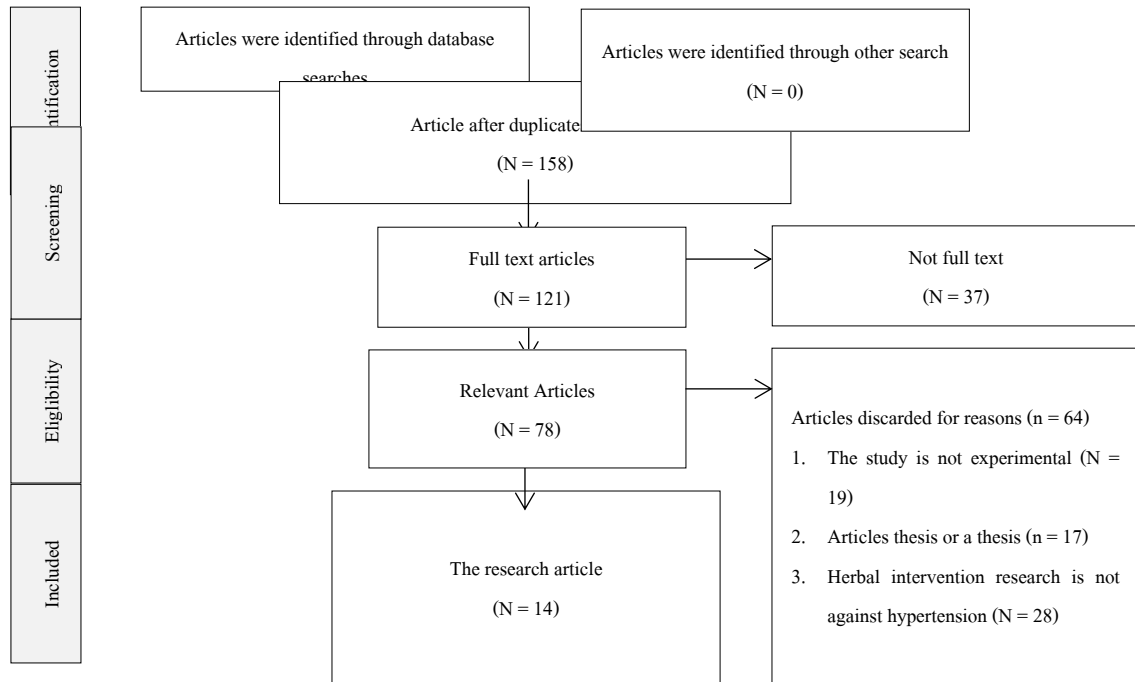 ntification
Screening
Eliglibility
Included
Articles were identified through database
searches
Articles were identified through other search
(N = 0)
Article after duplicate
(N = 158)
Full text articles
(N = 121)
Not full text
(N = 37)
Relevant Articles
(N = 78)
Articles discarded for reasons (n = 64)
1. The study is not experimental (N =
19)
2. Articles thesis or a thesis (n = 17)
3. Herbal intervention research is not
against hypertension (N = 28)
The research article
(N = 14)